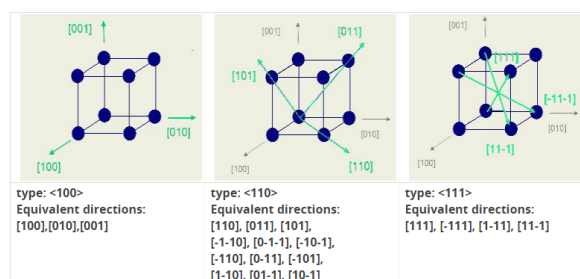 [001]
[010]
[100]
[001]
[011]
[101]
[010]
[100]
[110]
[001]
[111]
[-11-1]
[010]
[100]
[11-1]
type: <100>
Equivalent directions:
[100],[010],[001]
type: <110>
Equivalent directions:
[110], [011], [101],
[-1-10], [0-1-1], [-10-1],
[-110], [0-11], [-101],
[1-10], [01-1], [10-1]
type: <111>
Equivalent directions:
[111], [-111], [1-11], [11-1]